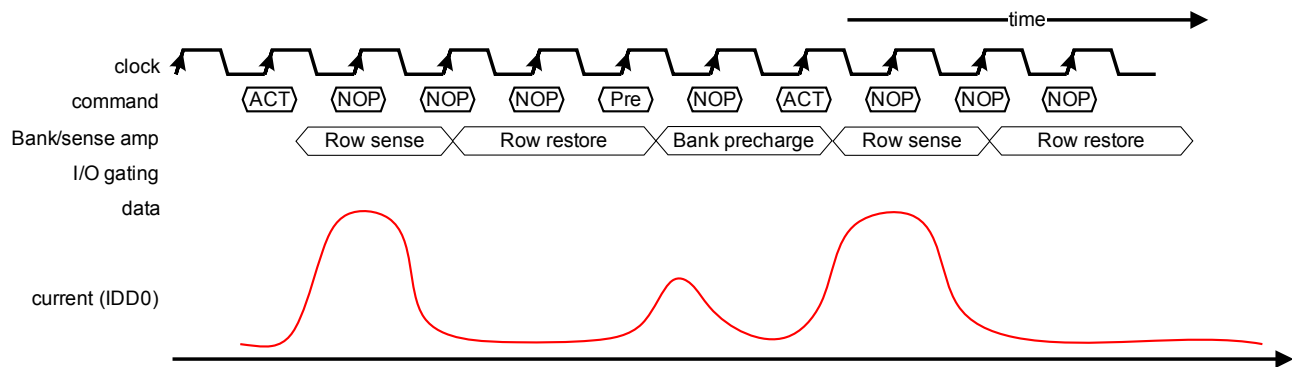 time
clock
command ACT NOP NOP NOP Pre NOP ACT NOP NOP NOP
Bank/sense amp Row sense Row restore Bank precharge Row sense Row restore
I/O gating
data
current (IDD0)